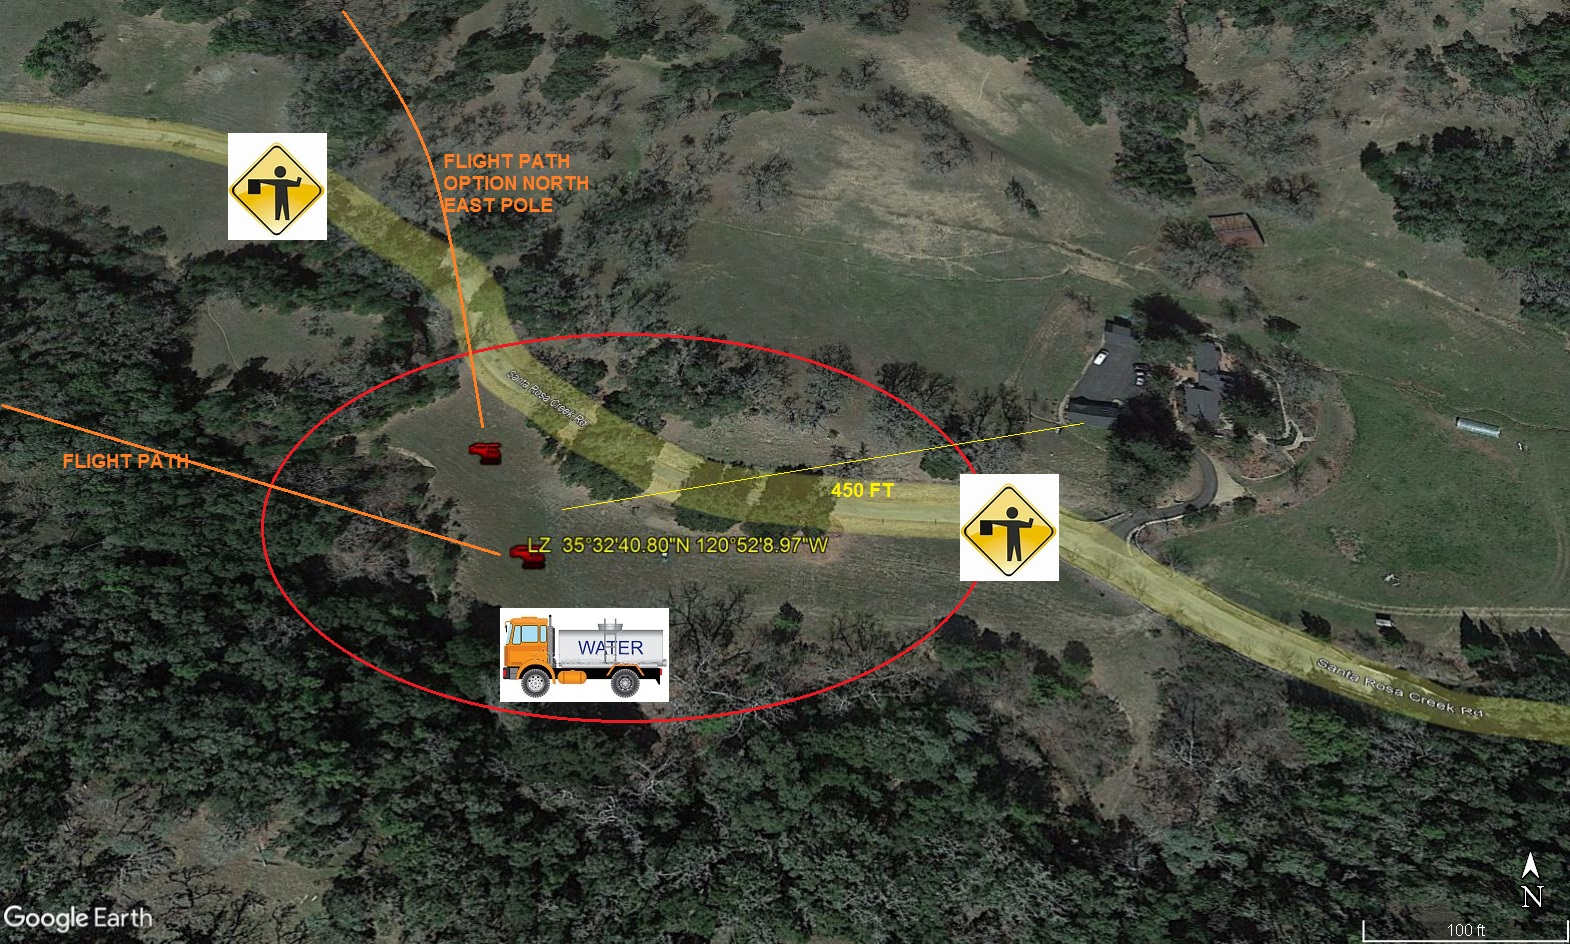 FLIGHT PATH
OPTION NORTH
EAST POLE
Santa Rosa Creek Rd
FLIGHT PATH
450 FT
LZ 35°32'40.80"N 120°52'8.97"W
WATER
Santa Rosa Creek Rd
N
Google Earth
100 ft